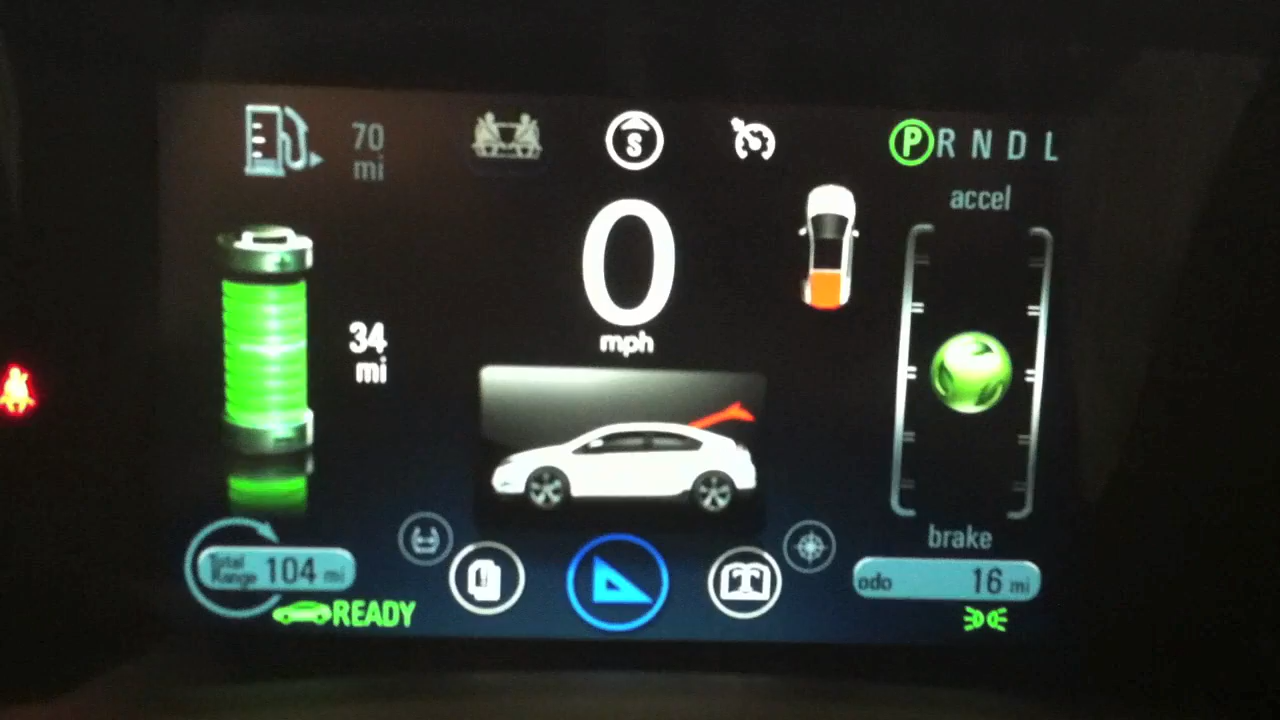 70
mi
S
P R N D L
accel
0
mph
34
mi
brake
Total
Range 104 mi
READY
odo 16 mi